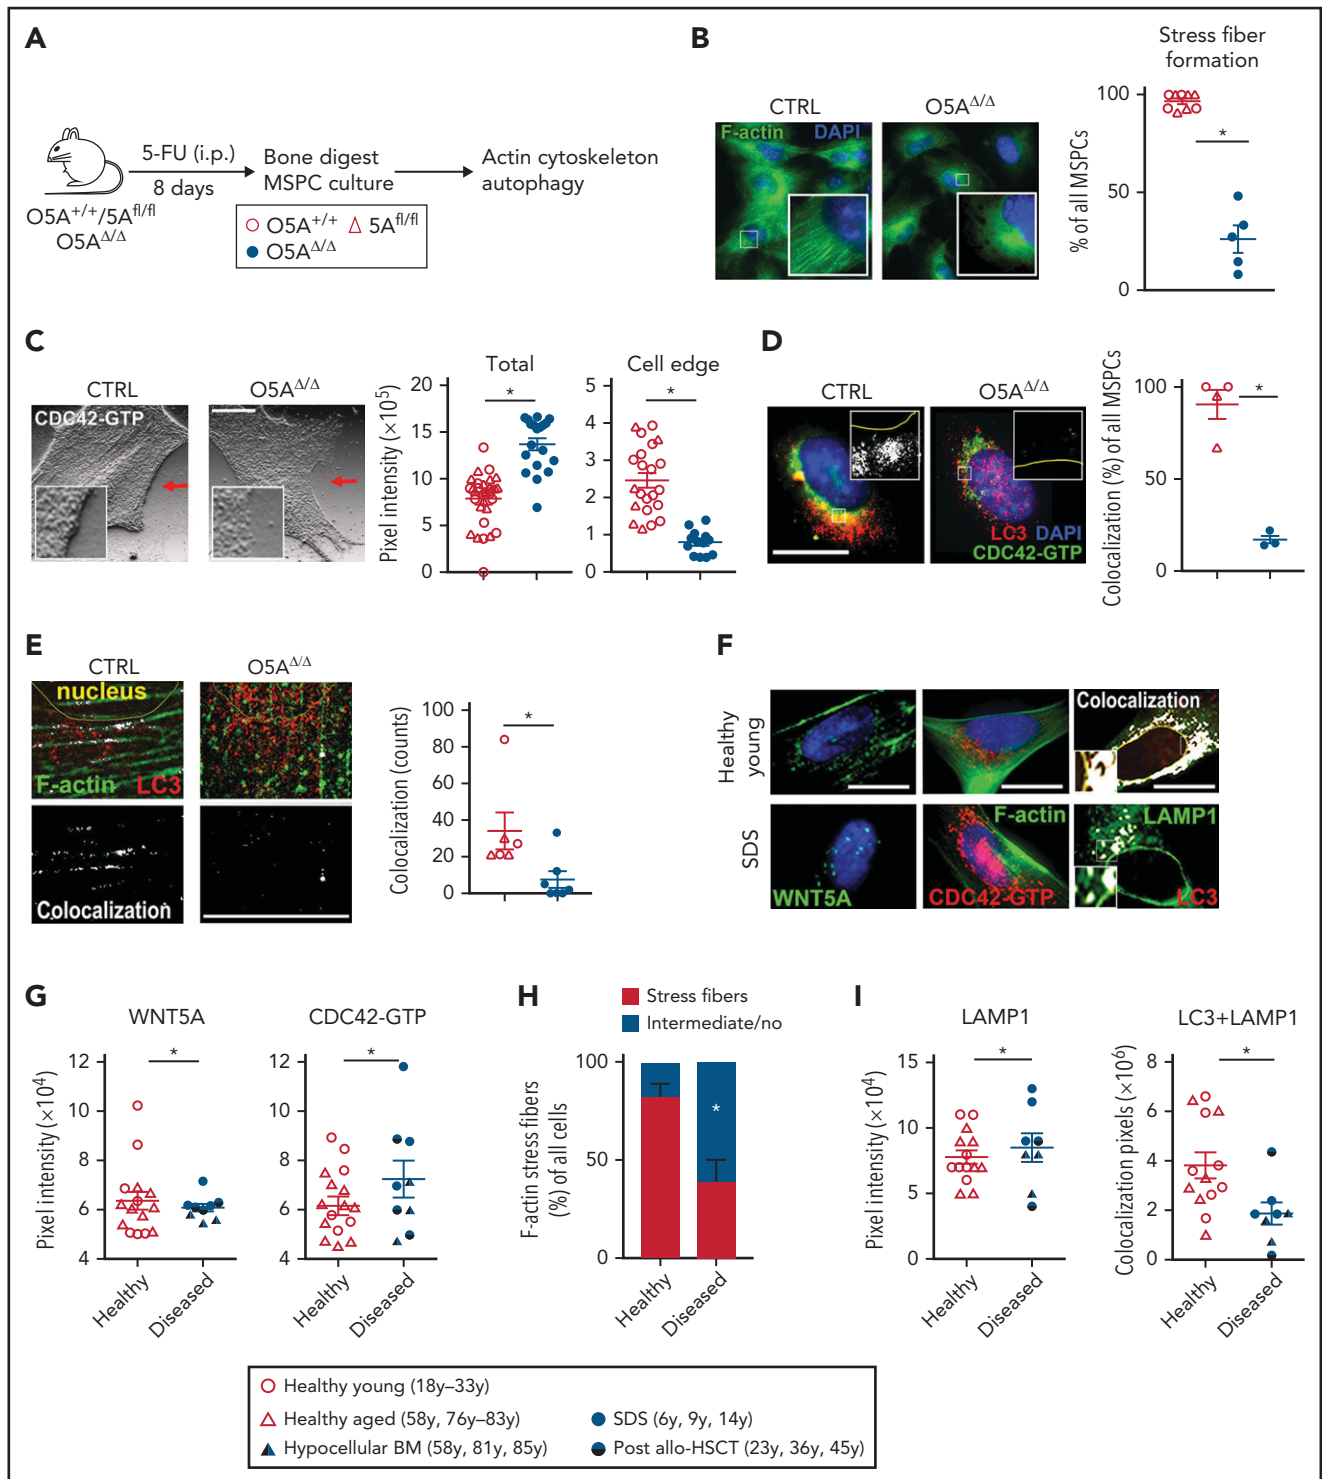 A
5-FU (i.p.)
8 days
Bone digest
MSPC culture
Actin cytoskeleton
autophagy
O5A+/+/5Afl/fl
O5AΔ/Δ
O5A+/+ 5Afl/fl
O5AΔ/Δ
B
CTRL
O5AΔ/Δ
F-actin DAPI
Stress fiber
formation
% of all MSPCs
100
50
0
*
C
CTRL
O5AΔ/Δ
CDC42-GTP
Total
Cell edge
Pixel intensity (×10⁵)
20
15
10
5
0
*
5
4
3
2
1
0
*
D
CTRL
O5AΔ/Δ
LC3 DAPI
CDC42-GTP
Colocalization (%) of all MSPCs
100
50
0
*
E
CTRL
O5AΔ/Δ
nucleus
F-actin LC3
Colocalization
Colocalization (counts)
100
80
60
40
20
0
*
F
Healthy
young
SDS
Colocalization
WNT5A
F-actin
CDC42-GTP
LAMP1
LC3
G
WNT5A
Pixel intensity (×10⁴)
12
10
8
6
4
*
Healthy
Diseased
CDC42-GTP
12
10
8
6
4
*
Healthy
Diseased
H
Stress fibers
Intermediate/no
F-actin stress fibers
(%) of all cells
100
50
0
*
Healthy
Diseased
I
LAMP1
Pixel intensity (×10⁴)
15
10
5
0
*
Healthy
Diseased
LC3+LAMP1
Colocalization pixels (×10⁶)
8
6
4
2
0
*
Healthy
Diseased
Healthy young (18y–33y)
Healthy aged (58y, 76y–83y)
SDS (6y, 9y, 14y)
Hypocellular BM (58y, 81y, 85y)
Post allo-HSCT (23y, 36y, 45y)